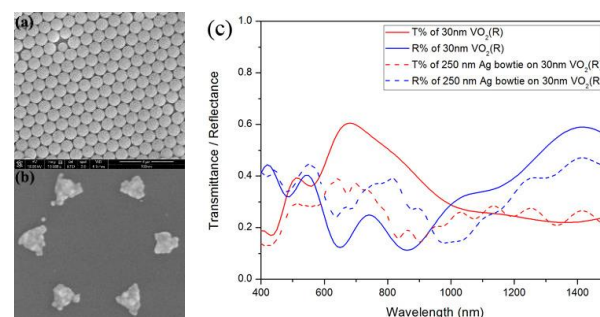 (a)
(b)
(c)
T% of 30nm VO2(R)
R% of 30nm VO2(R)
T% of 250 nm Ag bowtie on 30nm VO2(R)
R% of 250 nm Ag bowtie on 30nm VO2(R)
Transmittance / Reflectance
1.0
0.8
0.6
0.4
0.2
0.0
400
600
800
1000
1200
1400
Wavelength (nm)